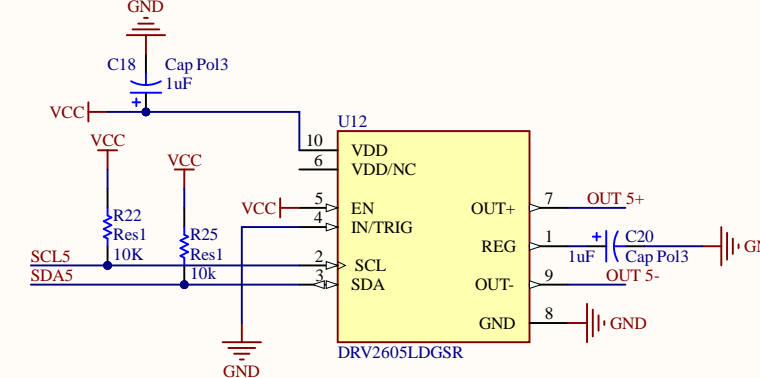 GND
C18 Cap Pol3
1uF
VCC
U12
VCC
10 VDD
VCC
6 VDD/NC
VCC 5 EN OUT+ 7 OUT 5+
R22 4 IN/TRIG
Res1 R25 REG 1 C20
10K Res1 1uF Cap Pol3
SCL5 2 SCL
10k
SDA5 3 SDA OUT- 9 OUT 5-
GND 8 GND
DRV2605LDGSR
GND